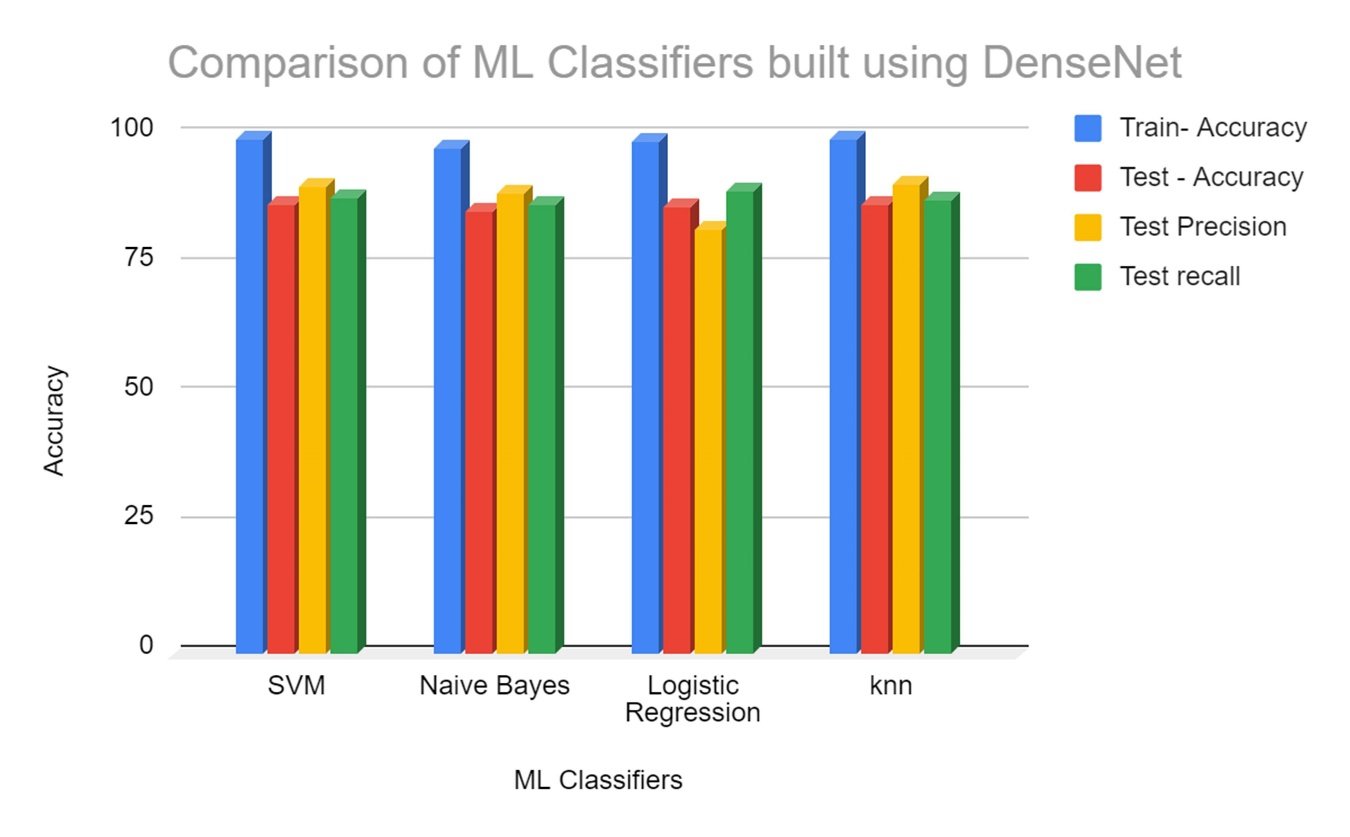 Comparison of ML Classifiers built using DenseNet
Train- Accuracy
Test - Accuracy
Test Precision
Test recall
100
75
50
25
0
Accuracy
SVM
Naive Bayes
Logistic
Regression
knn
ML Classifiers